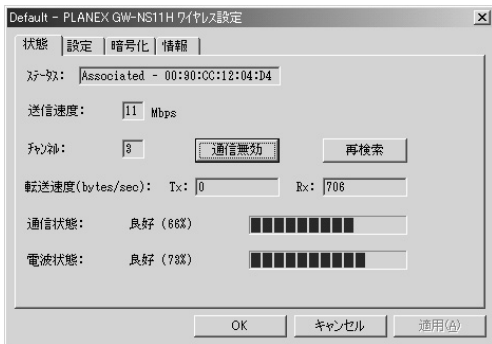 Default - PLANEX GW-NS11H ワイヤレス設定
状態 設定 暗号化 情報
ステータス: Associated - 00:90:CC:12:04:D4
送信速度: 11 Mbps
チャンネル: 3 通信無効 再検索
転送速度(bytes/sec): Tx: 0 Rx: 706
通信状態: 良好 (66%)
電波状態: 良好 (73%)
OK キャンセル 適用(A)